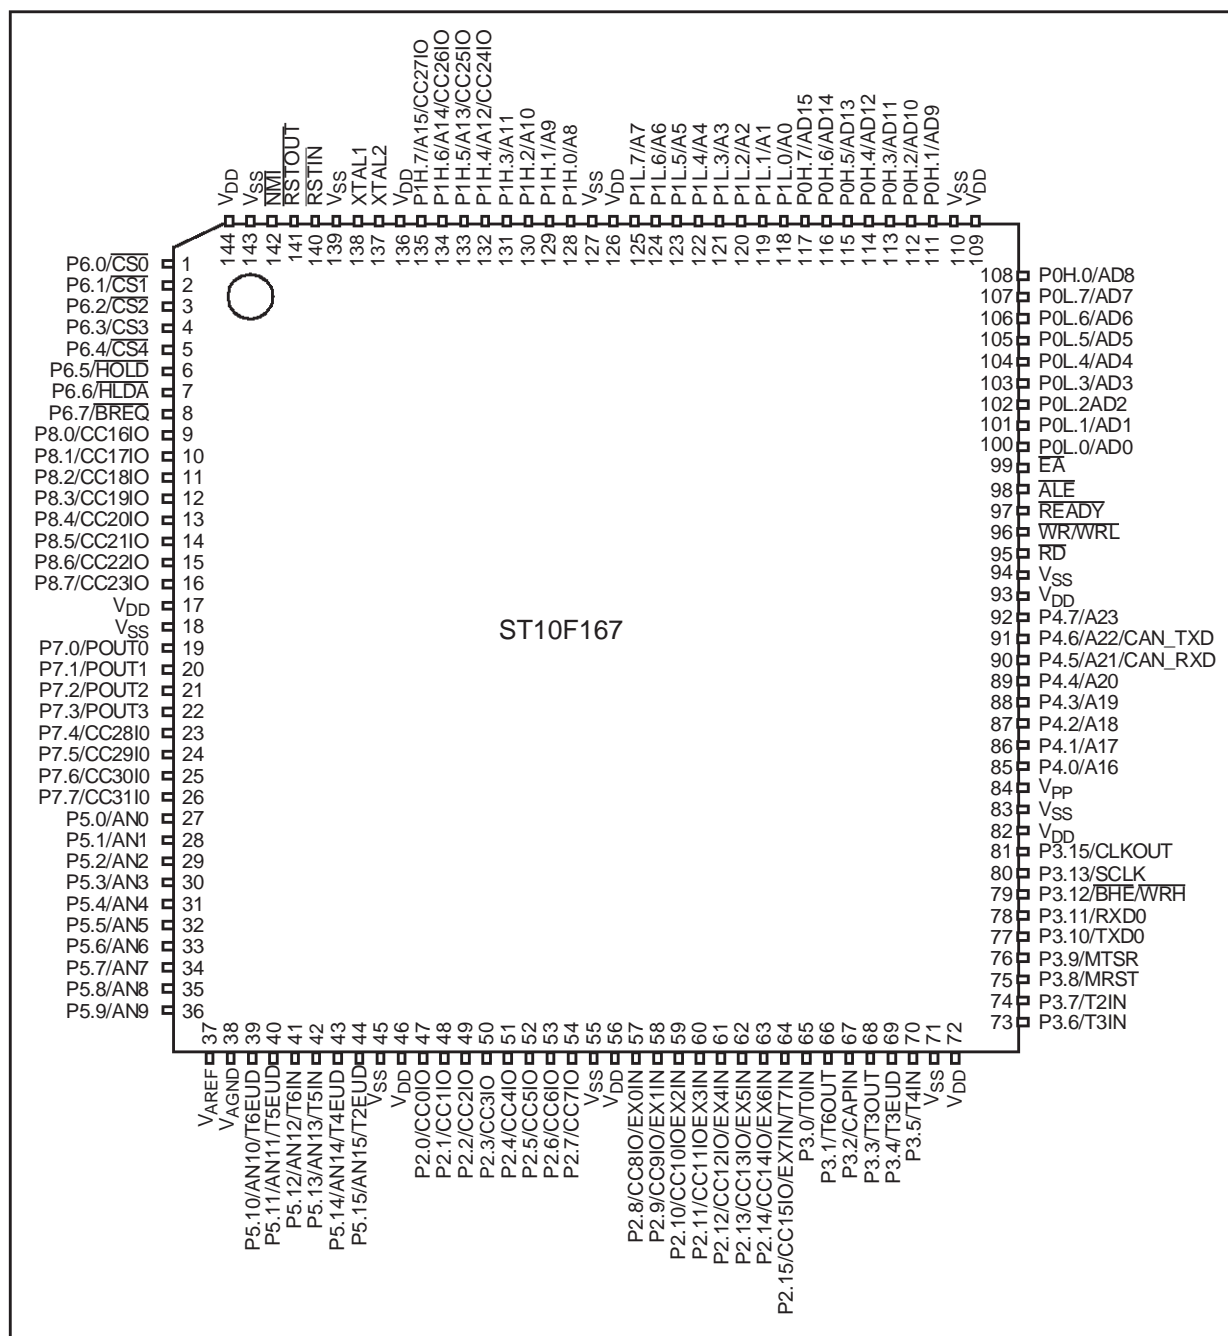 VDD
VSS
NMI
RSTOUT
RSTIN
VSS
XTAL1
XTAL2
VDD
P1H.7/A15/CC27IO
P1H.6/A14/CC26IO
P1H.5/A13/CC25IO
P1H.4/A12/CC24IO
P1H.3/A11
P1H.2/A10
P1H.1/A9
P1H.0/A8
VSS
VDD
P1L.7/A7
P1L.6/A6
P1L.5/A5
P1L.4/A4
P1L.3/A3
P1L.2/A2
P1L.1/A1
P1L.0/A0
P0H.7/AD15
P0H.6/AD14
P0H.5/AD13
P0H.4/AD12
P0H.3/AD11
P0H.2/AD10
P0H.1/AD9
VSS
VDD
144
143
142
141
140
139
138
137
136
135
134
133
132
131
130
129
128
127
126
125
124
123
122
121
120
119
118
117
116
115
114
113
112
111
110
109
P6.0/CS0 1
P6.1/CS1 2
P6.2/CS2 3
P6.3/CS3 4
P6.4/CS4 5
P6.5/HOLD 6
P6.6/HLDA 7
P6.7/BREQ 8
P8.0/CC16IO 9
P8.1/CC17IO 10
P8.2/CC18IO 11
P8.3/CC19IO 12
P8.4/CC20IO 13
P8.5/CC21IO 14
P8.6/CC22IO 15
P8.7/CC23IO 16
VDD 17
VSS 18
P7.0/POUT0 19
P7.1/POUT1 20
P7.2/POUT2 21
P7.3/POUT3 22
P7.4/CC28I0 23
P7.5/CC29I0 24
P7.6/CC30I0 25
P7.7/CC31I0 26
P5.0/AN0 27
P5.1/AN1 28
P5.2/AN2 29
P5.3/AN3 30
P5.4/AN4 31
P5.5/AN5 32
P5.6/AN6 33
P5.7/AN7 34
P5.8/AN8 35
P5.9/AN9 36
ST10F167
108 P0H.0/AD8
107 P0L.7/AD7
106 P0L.6/AD6
105 P0L.5/AD5
104 P0L.4/AD4
103 P0L.3/AD3
102 P0L.2AD2
101 P0L.1/AD1
100 P0L.0/AD0
99 EA
98 ALE
97 READY
96 WR/WRL
95 RD
94 VSS
93 VDD
92 P4.7/A23
91 P4.6/A22/CAN_TXD
90 P4.5/A21/CAN_RXD
89 P4.4/A20
88 P4.3/A19
87 P4.2/A18
86 P4.1/A17
85 P4.0/A16
84 VPP
83 VSS
82 VDD
81 P3.15/CLKOUT
80 P3.13/SCLK
79 P3.12/BHE/WRH
78 P3.11/RXD0
77 P3.10/TXD0
76 P3.9/MTSR
75 P3.8/MRST
74 P3.7/T2IN
73 P3.6/T3IN
37
38
39
40
41
42
43
44
45
46
47
48
49
50
51
52
53
54
55
56
57
58
59
60
61
62
63
64
65
66
67
68
69
70
71
72
VAREF
VAGND
P5.10/AN10/T6EUD
P5.11/AN11/T5EUD
P5.12/AN12/T6IN
P5.13/AN13/T5IN
P5.14/AN14/T4EUD
P5.15/AN15/T2EUD
VSS
VDD
P2.0/CC0IO
P2.1/CC1IO
P2.2/CC2IO
P2.3/CC3IO
P2.4/CC4IO
P2.5/CC5IO
P2.6/CC6IO
P2.7/CC7IO
VSS
VDD
P2.8/CC8IO/EX0IN
P2.9/CC9IO/EX1IN
P2.10/CC10IOEX2IN
P2.11/CC11IOEX3IN
P2.12/CC12IO/EX4IN
P2.13/CC13IO/EX5IN
P2.14/CC14IO/EX6IN
P2.15/CC15IO/EX7IN/T7IN
P3.0/T0IN
P3.1/T6OUT
P3.2/CAPIN
P3.3/T3OUT
P3.4/T3EUD
P3.5/T4IN
VSS
VDD